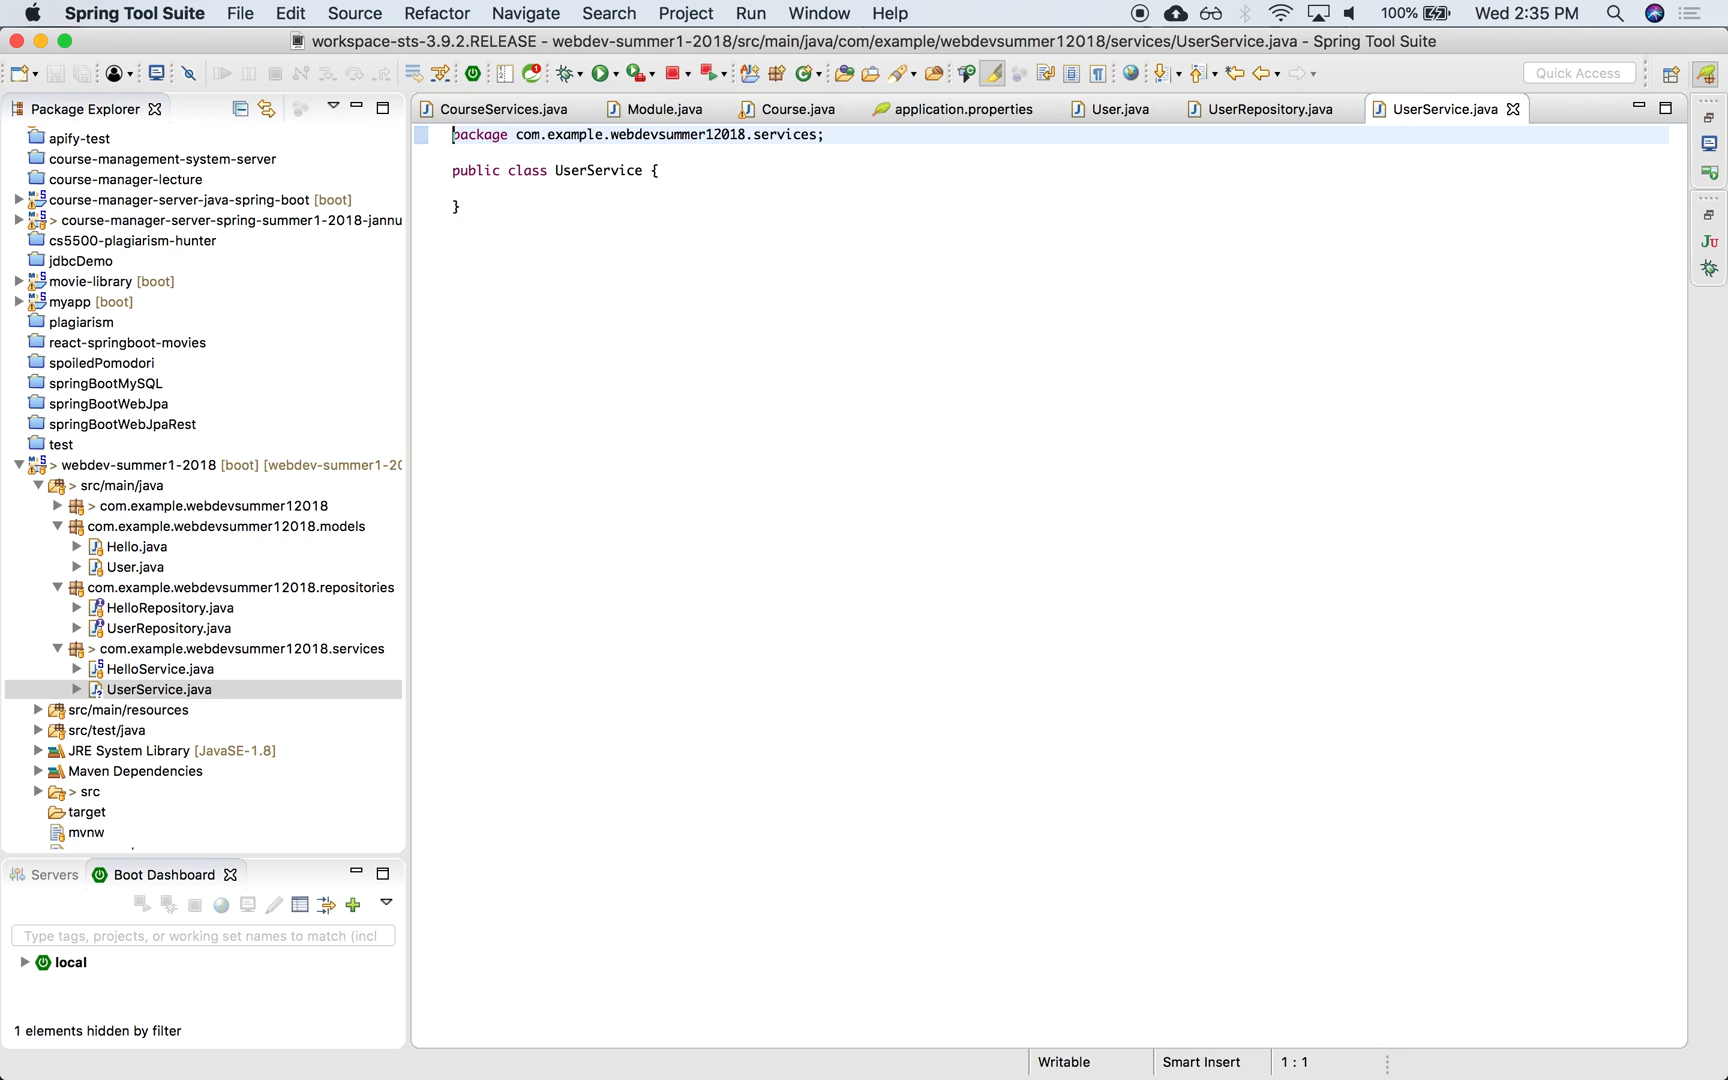 Spring Tool Suite File Edit Source Refactor Navigate Search Project Run Window Help 100% Wed 2:35 PM
workspace-sts-3.9.2.RELEASE - webdev-summer1-2018/src/main/java/com/example/webdevsummer12018/services/UserService.java - Spring Tool Suite
Quick Access
Package Explorer
CourseServices.java Module.java Course.java application.properties User.java UserRepository.java UserService.java
apify-test
course-management-system-server
course-manager-lecture
course-manager-server-java-spring-boot [boot]
> course-manager-server-spring-summer1-2018-jannu
cs5500-plagiarism-hunter
jdbcDemo
movie-library [boot]
myapp [boot]
plagiarism
react-springboot-movies
spoiledPomodori
springBootMySQL
springBootWebJpa
springBootWebJpaRest
test
> webdev-summer1-2018 [boot] [webdev-summer1-20
> src/main/java
> com.example.webdevsummer12018
com.example.webdevsummer12018.models
Hello.java
User.java
com.example.webdevsummer12018.repositories
HelloRepository.java
UserRepository.java
> com.example.webdevsummer12018.services
HelloService.java
UserService.java
src/main/resources
src/test/java
JRE System Library [JavaSE-1.8]
Maven Dependencies
> src
target
mvnw
package com.example.webdevsummer12018.services;
public class UserService {
}
Ju
Servers Boot Dashboard
Type tags, projects, or working set names to match (incl
local
1 elements hidden by filter
Writable Smart Insert 1 : 1